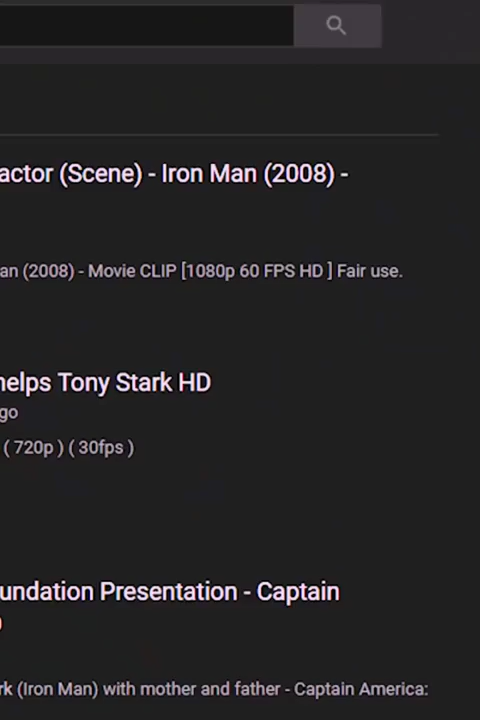 actor (Scene) - Iron Man (2008) -
an (2008) - Movie CLIP [1080p 60 FPS HD ] Fair use.
helps Tony Stark HD
go
( 720p ) ( 30fps )
undation Presentation - Captain
rk (Iron Man) with mother and father - Captain America: